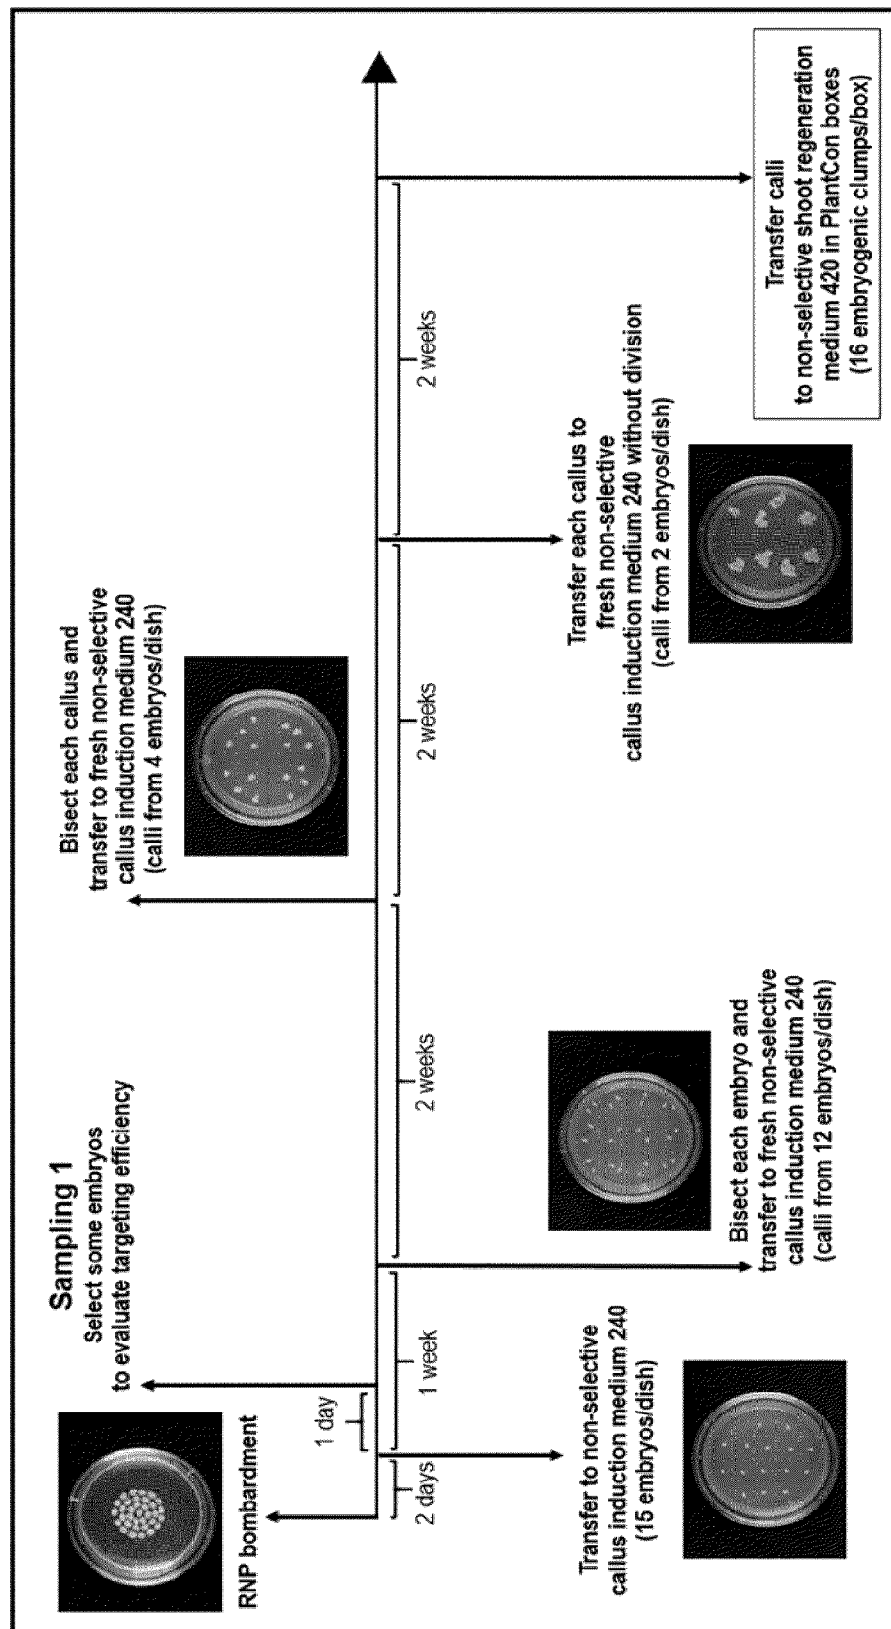 RNP bombardment
2 days
Transfer to non-selective
callus induction medium 240
(15 embryos/dish)
1 day
Sampling 1
Select some embryos
to evaluate targeting efficiency
1 week
Bisect each embryo and
transfer to fresh non-selective
callus induction medium 240
(calli from 12 embryos/dish)
2 weeks
Bisect each callus and
transfer to fresh non-selective
callus induction medium 240
(calli from 4 embryos/dish)
2 weeks
Transfer each callus to
fresh non-selective
callus induction medium 240 without division
(calli from 2 embryos/dish)
2 weeks
Transfer calli
to non-selective shoot regeneration
medium 420 in PlantCon boxes
(16 embryogenic clumps/box)